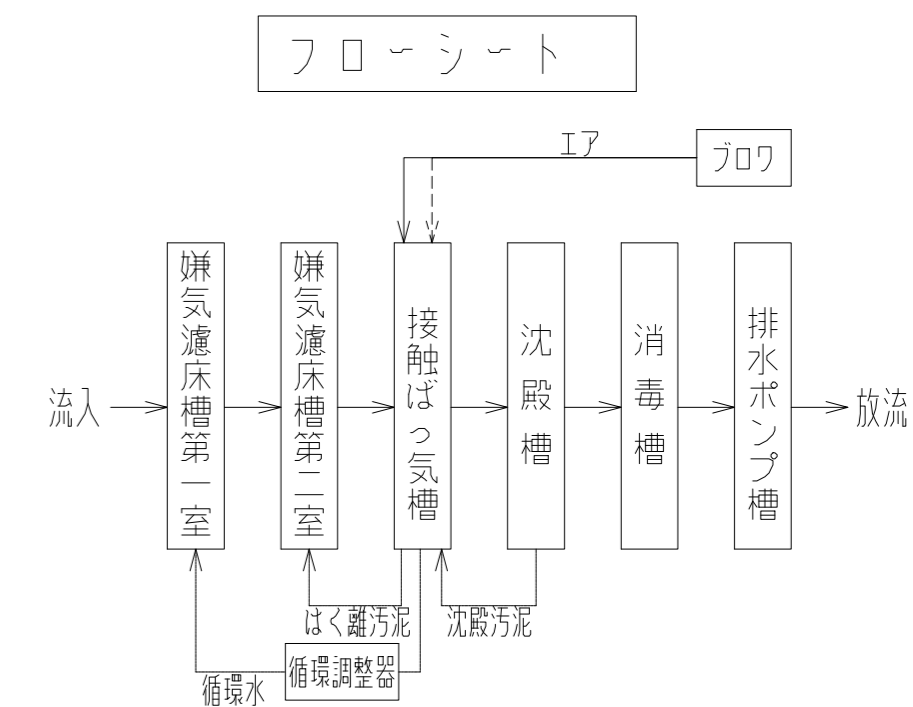 フローシート
エア
ブロワ
流入
嫌気濾床槽第一室
嫌気濾床槽第二室
接触ばっ気槽
沈殿槽
消毒槽
排水ポンプ槽
放流
はく離汚泥
沈殿汚泥
循環調整器
循環水